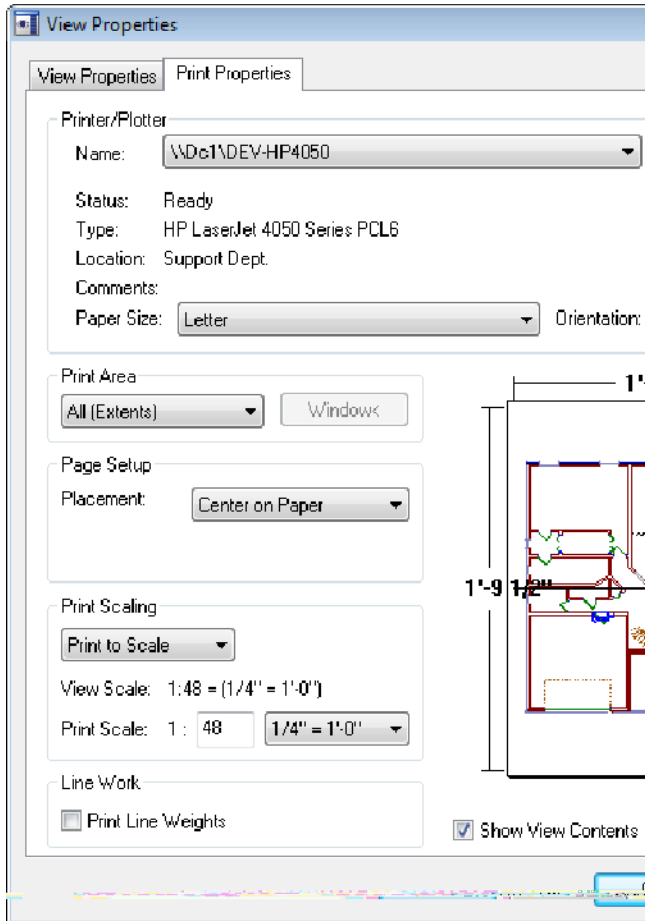 View Properties
View Properties
Print Properties
Printer/Plotter
Name: \\Dc1\DEV-HP4050
Status: Ready
Type: HP LaserJet 4050 Series PCL6
Location: Support Dept.
Comments:
Paper Size: Letter
Orientation:
Print Area
All (Extents)
Window<
Page Setup
Placement: Center on Paper
Print Scaling
Print to Scale
View Scale: 1:48 = (1/4" = 1'-0")
Print Scale: 1 : 48
1/4" = 1'-0"
Line Work
Print Line Weights
1'-
1'-9 1/2"
Show View Contents